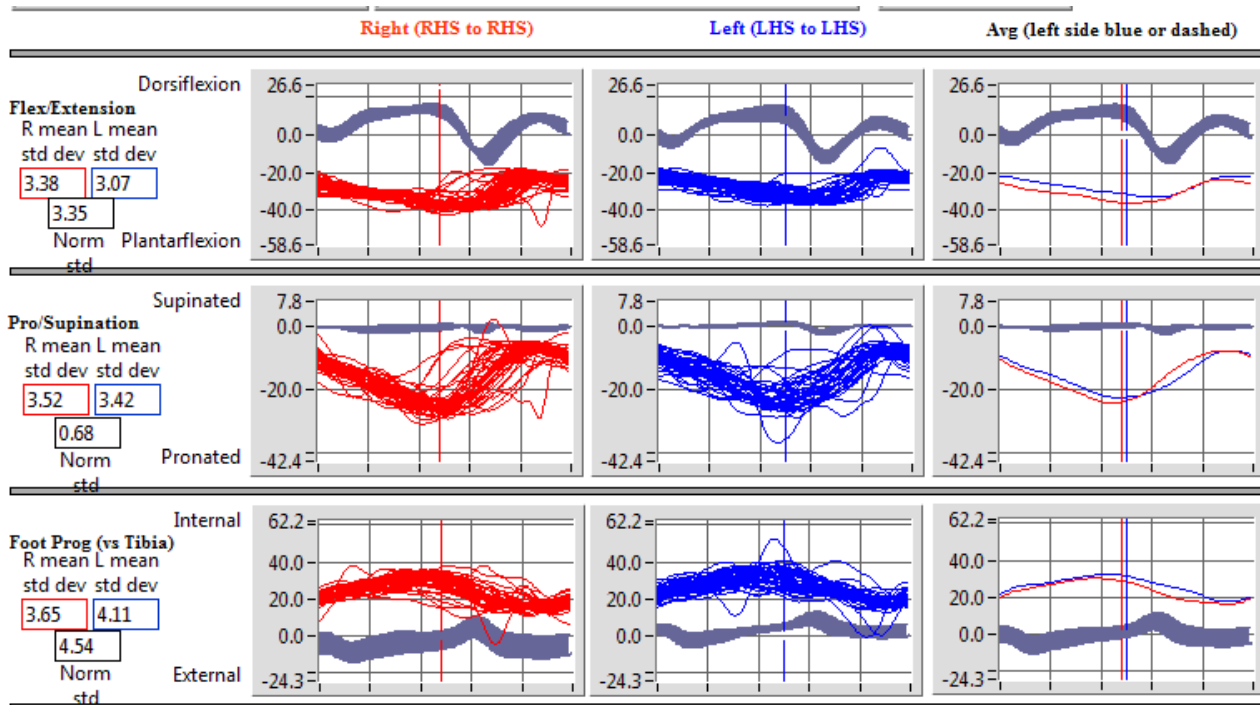 Right (RHS to RHS) Left (LHS to LHS) Avg (left side blue or dashed)
Dorsiflexion 26.6 26.6 26.6
Flex/Extension
R mean L mean 0.0 0.0 0.0
std dev std dev
3.38 3.07 -20.0 -20.0 -20.0
3.35 -40.0 -40.0 -40.0
Norm Plantarflexion -58.6 -58.6 -58.6
std
Supinated 7.8 7.8 7.8
Pro/Supination 0.0 0.0 0.0
R mean L mean
std dev std dev
3.52 3.42 -20.0 -20.0 -20.0
0.68
Norm Pronated -42.4 -42.4 -42.4
std
Internal 62.2 62.2 62.2
Foot Prog (vs Tibia)
R mean L mean 40.0 40.0 40.0
std dev std dev
3.65 4.11 20.0 20.0 20.0
4.54 0.0 0.0 0.0
Norm External -24.3 -24.3 -24.3
std